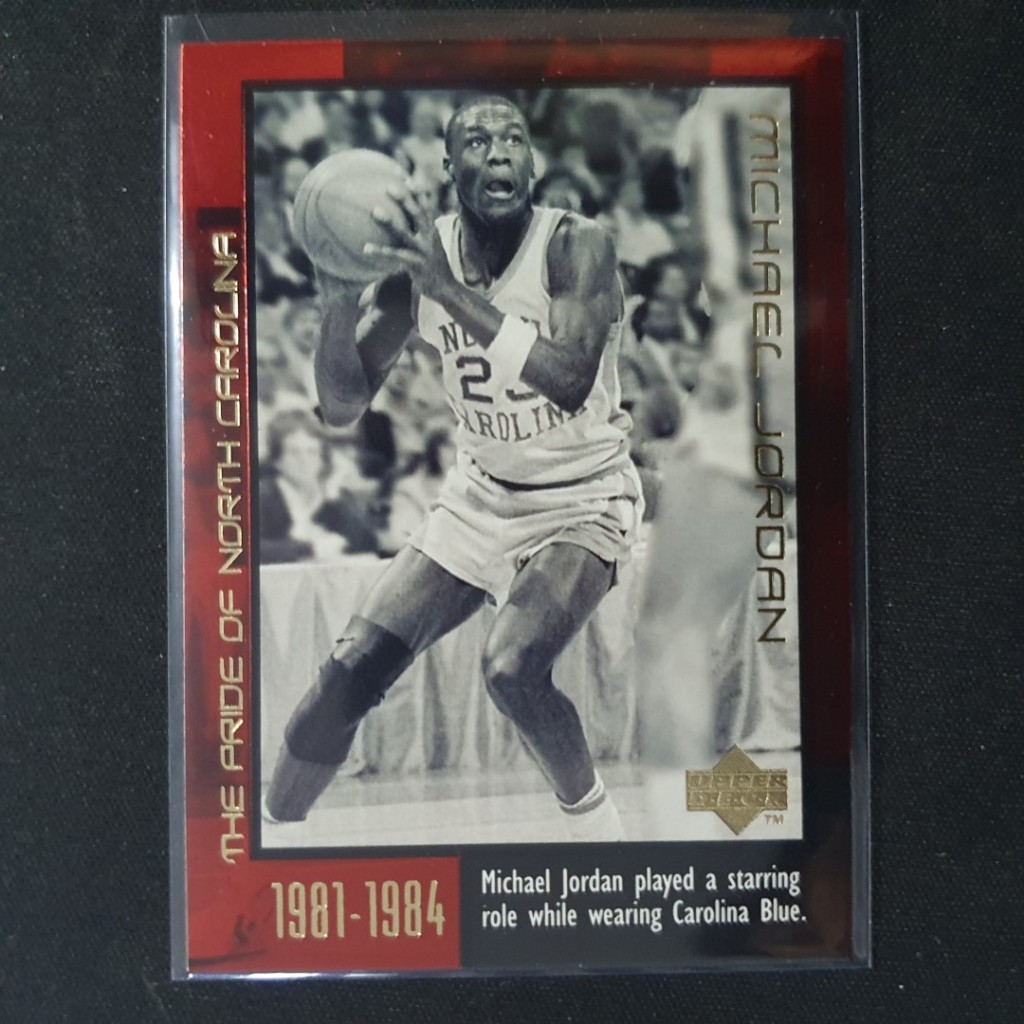 THE PRIDE OF NORTH CAROLINA
MICHAEL JORDAN
23
CAROLINA
UPPER
DECK
TM
1981-1984
Michael Jordan played a starring
role while wearing Carolina Blue.